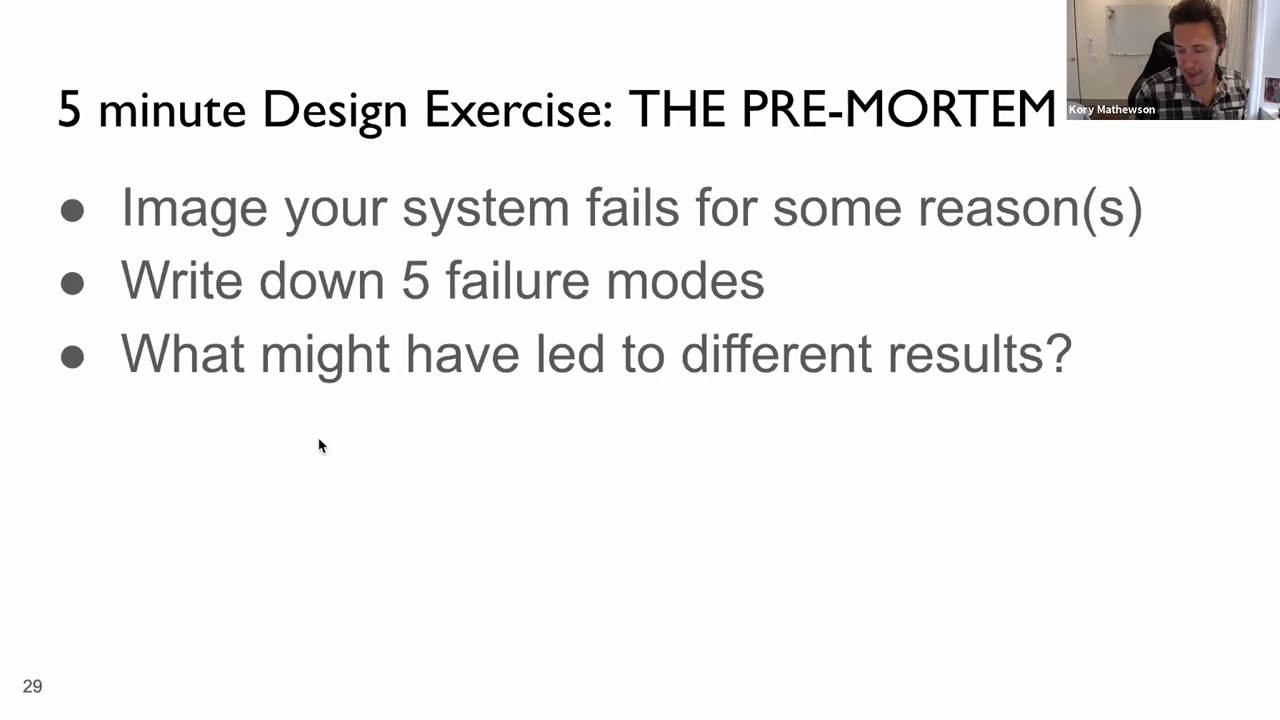 5 minute Design Exercise: THE PRE-MORTEM
Kory Mathewson
● Image your system fails for some reason(s)
● Write down 5 failure modes
● What might have led to different results?
29